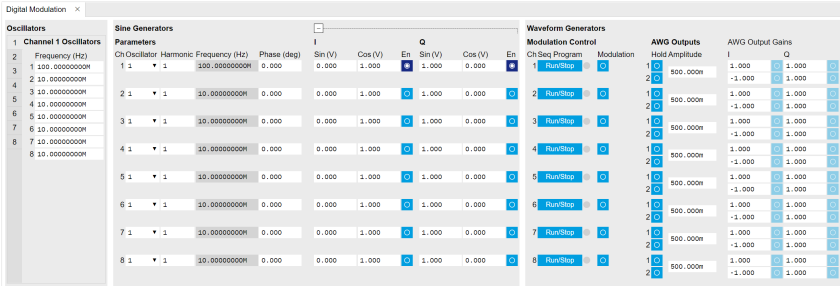 Digital Modulation ×
Oscillators Sine Generators Waveform Generators
1 Channel 1 Oscillators Parameters I Q Modulation Control AWG Outputs AWG Output Gains
2 Frequency (Hz) Ch Oscillator Harmonic Frequency (Hz) Phase (deg) Sin (V) Cos (V) En Sin (V) Cos (V) En Ch Seq Program Modulation Hold Amplitude I Q
3 1 100.00000000M 1 1 1 100.00000000M 0.000 0.000 1.000 1.000 0.000 1 Run/Stop 1 500.000m 1.000 1.000
4 2 10.00000000M 2 -1.000 1.000
5 3 10.00000000M 2 1 1 10.00000000M 0.000 0.000 1.000 1.000 0.000 2 Run/Stop 1 500.000m 1.000 1.000
6 4 10.00000000M 2 -1.000 1.000
7 5 10.00000000M 3 1 1 10.00000000M 0.000 0.000 1.000 1.000 0.000 3 Run/Stop 1 500.000m 1.000 1.000
8 6 10.00000000M 2 -1.000 1.000
7 10.00000000M 4 1 1 10.00000000M 0.000 0.000 1.000 1.000 0.000 4 Run/Stop 1 500.000m 1.000 1.000
8 10.00000000M 2 -1.000 1.000
5 1 1 10.00000000M 0.000 0.000 1.000 1.000 0.000 5 Run/Stop 1 500.000m 1.000 1.000
2 -1.000 1.000
6 1 1 10.00000000M 0.000 0.000 1.000 1.000 0.000 6 Run/Stop 1 500.000m 1.000 1.000
2 -1.000 1.000
7 1 1 10.00000000M 0.000 0.000 1.000 1.000 0.000 7 Run/Stop 1 500.000m 1.000 1.000
2 -1.000 1.000
8 1 1 10.00000000M 0.000 0.000 1.000 1.000 0.000 8 Run/Stop 1 500.000m 1.000 1.000
2 -1.000 1.000